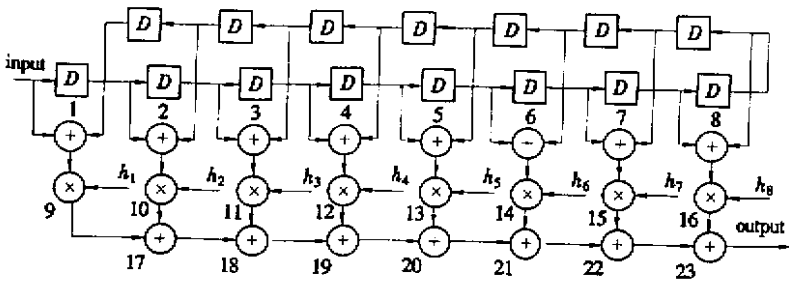 D D D D D D D
input
D D D D D D D D
1 2 3 4 5 6 7 8
+ + + + + − + +
h1 h2 h3 h4 h5 h6 h7 h8
× × × × × × × ×
9 10 11 12 13 14 15 16
output
+ + + + + + +
17 18 19 20 21 22 23